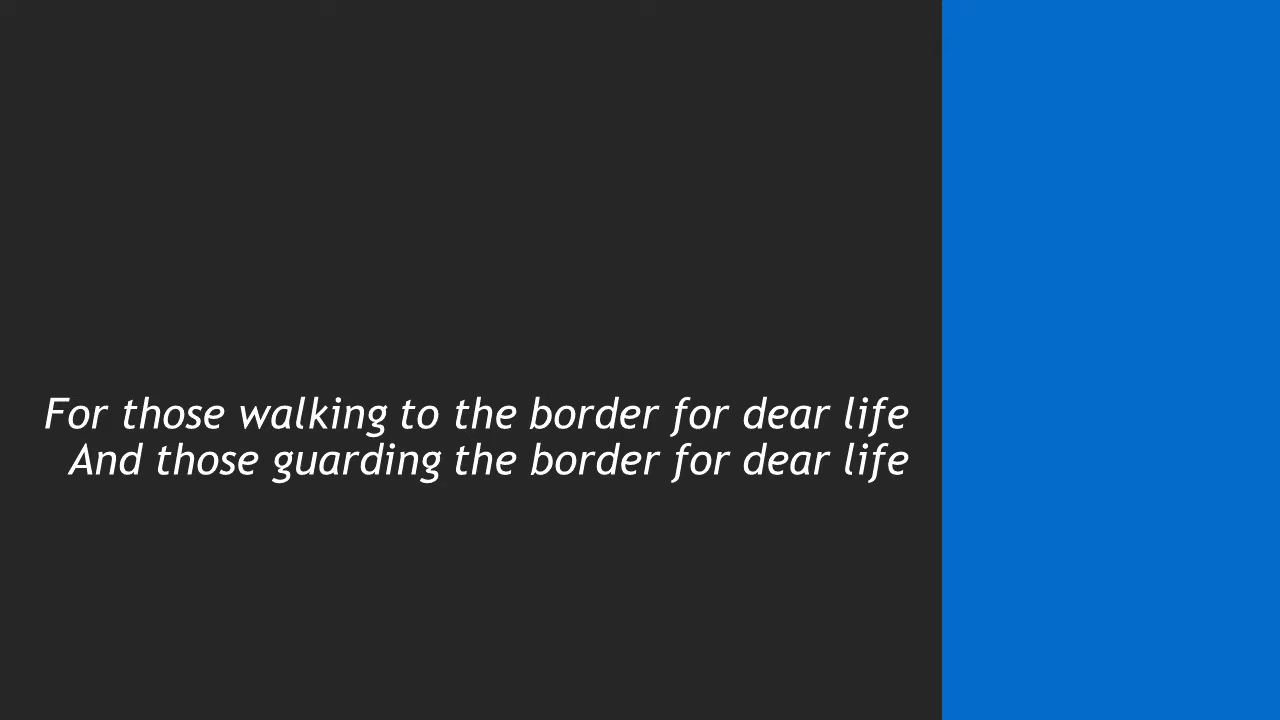 For those walking to the border for dear life
And those guarding the border for dear life